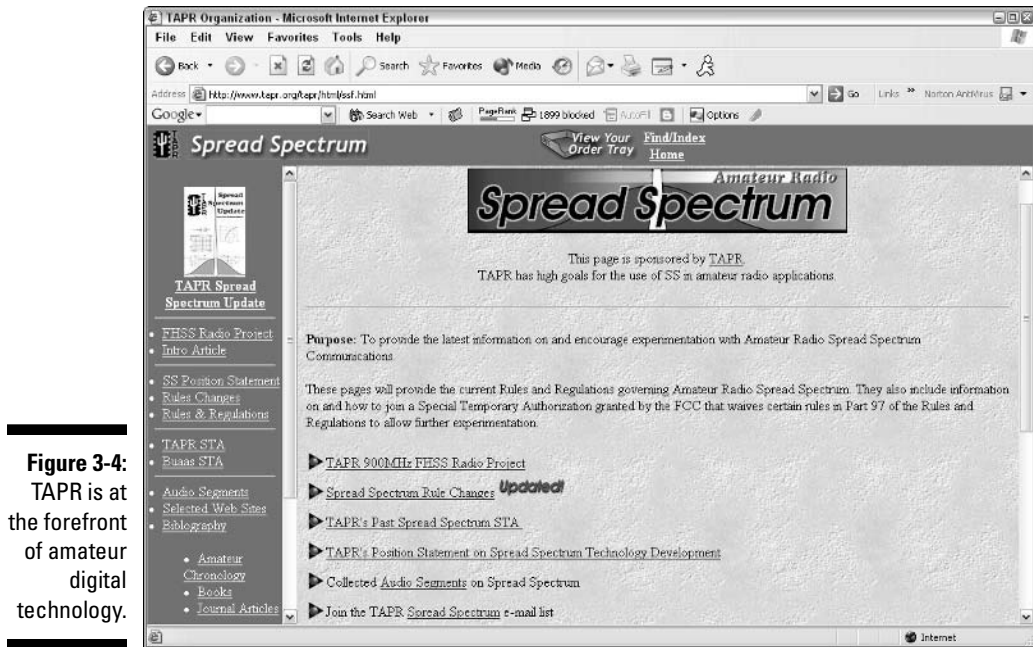 TAPR Organization - Microsoft Internet Explorer
File Edit View Favorites Tools Help
Back Search Favorites Media
Address http://www.tapr.org/tapr/html/ssf.html Go Links » Norton AntiVirus
Google Search Web PageRank 1899 blocked AutoFill Options
Spread Spectrum
View Your
Order Tray
Find/Index
Home
Spread
Spectrum
Update
TAPR Spread
Spectrum Update
• FHSS Radio Project
• Intro Article
• SS Position Statement
• Rules Changes
• Rules & Regulations
• TAPR STA
• Buaas STA
• Audio Segments
• Selected Web Sites
• Biblography
• Amateur
Chronology
• Books
• Journal Articles
Amateur Radio
Spread Spectrum
This page is sponsored by TAPR.
TAPR has high goals for the use of SS in amateur radio applications.
Purpose: To provide the latest information on and encourage experimentation with Amateur Radio Spread Spectrum
Communications.
These pages will provide the current Rules and Regulations governing Amateur Radio Spread Spectrum. They also include information
on and how to join a Special Temporary Authorization granted by the FCC that waives certain rules in Part 97 of the Rules and
Regulations to allow further experimentation.
TAPR 900MHz FHSS Radio Project
Spread Spectrum Rule Changes Updated!
TAPR's Past Spread Spectrum STA
TAPR's Position Statement on Spread Spectrum Technology Development
Collected Audio Segments on Spread Spectrum
Join the TAPR Spread Spectrum e-mail list
Internet
Figure 3-4:
TAPR is at
the forefront
of amateur
digital
technology.